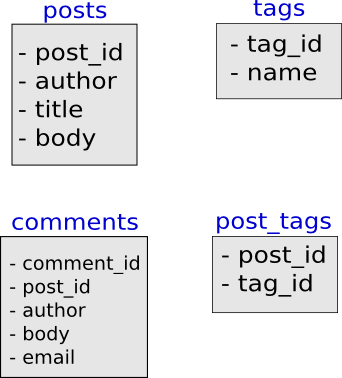 posts
- post_id
- author
- title
- body
tags
- tag_id
- name
comments
- comment_id
- post_id
- author
- body
- email
post_tags
- post_id
- tag_id